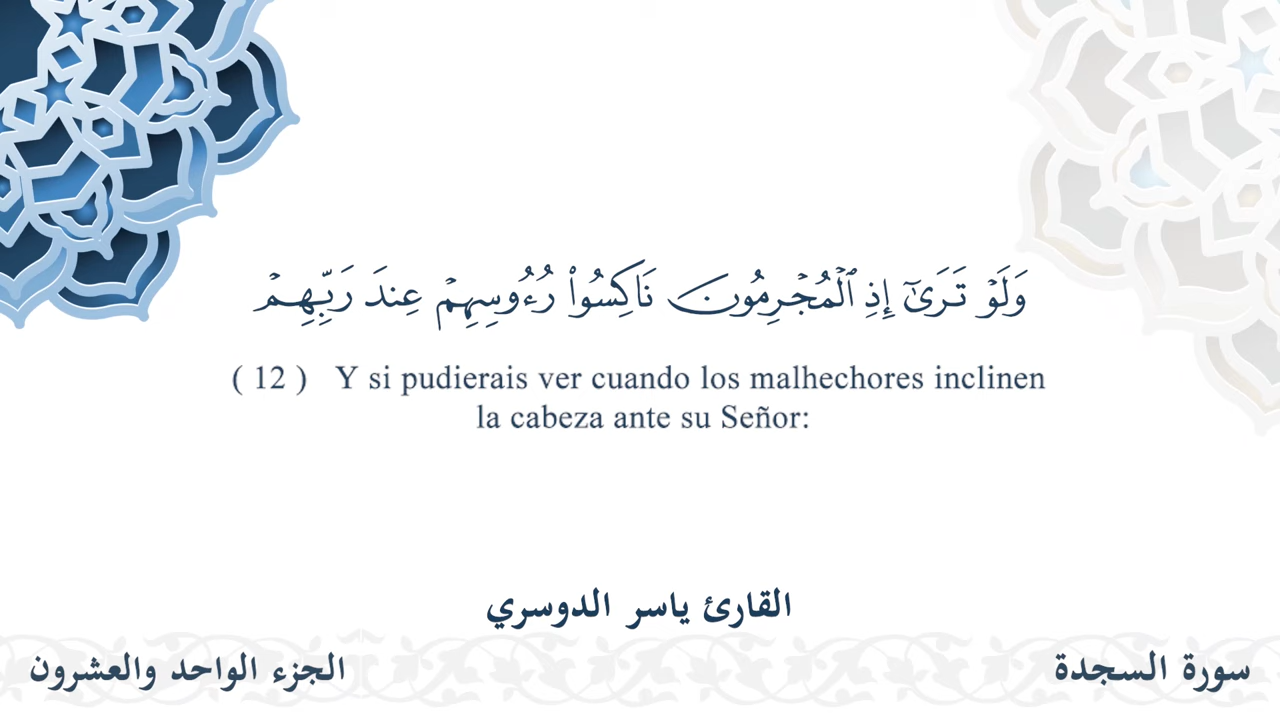 وَلَوْ تَرَىٰٓ إِذِ ٱلْمُجْرِمُونَ نَاكِسُوا۟ رُءُوسِهِمْ عِندَ رَبِّهِمْ
( 12 ) Y si pudierais ver cuando los malhechores inclinen
la cabeza ante su Señor:
القارئ ياسر الدوسري
سورة السجدة
الجزء الواحد والعشرون